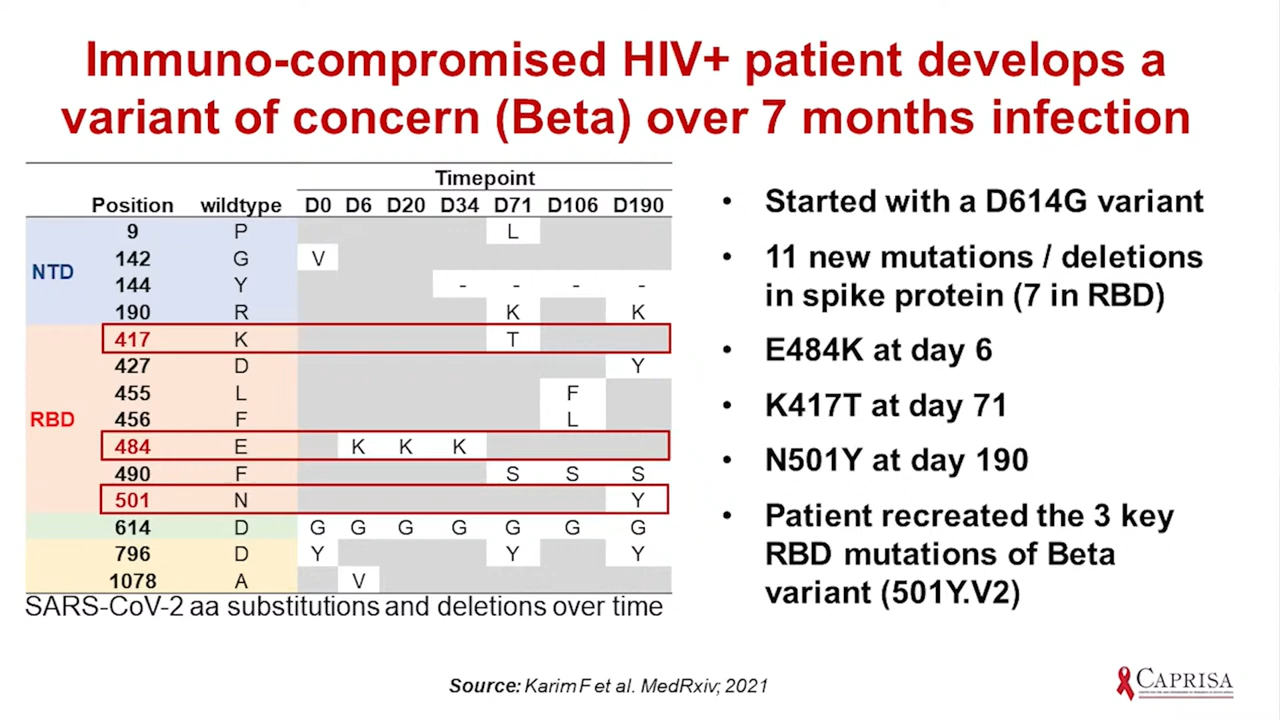 Immuno-compromised HIV+ patient develops a
variant of concern (Beta) over 7 months infection
Timepoint
Position wildtype D0 D6 D20 D34 D71 D106 D190
NTD
9 P L
142 G V
144 Y - - - -
190 R K K
RBD
417 K T
427 D Y
455 L F
456 F L
484 E K K K
490 F S S S
501 N Y
614 D G G G G G G G
796 D Y Y Y
1078 A V
SARS-CoV-2 aa substitutions and deletions over time
• Started with a D614G variant
• 11 new mutations / deletions
in spike protein (7 in RBD)
• E484K at day 6
• K417T at day 71
• N501Y at day 190
• Patient recreated the 3 key
RBD mutations of Beta
variant (501Y.V2)
Source: Karim F et al. MedRxiv; 2021
CAPRISA